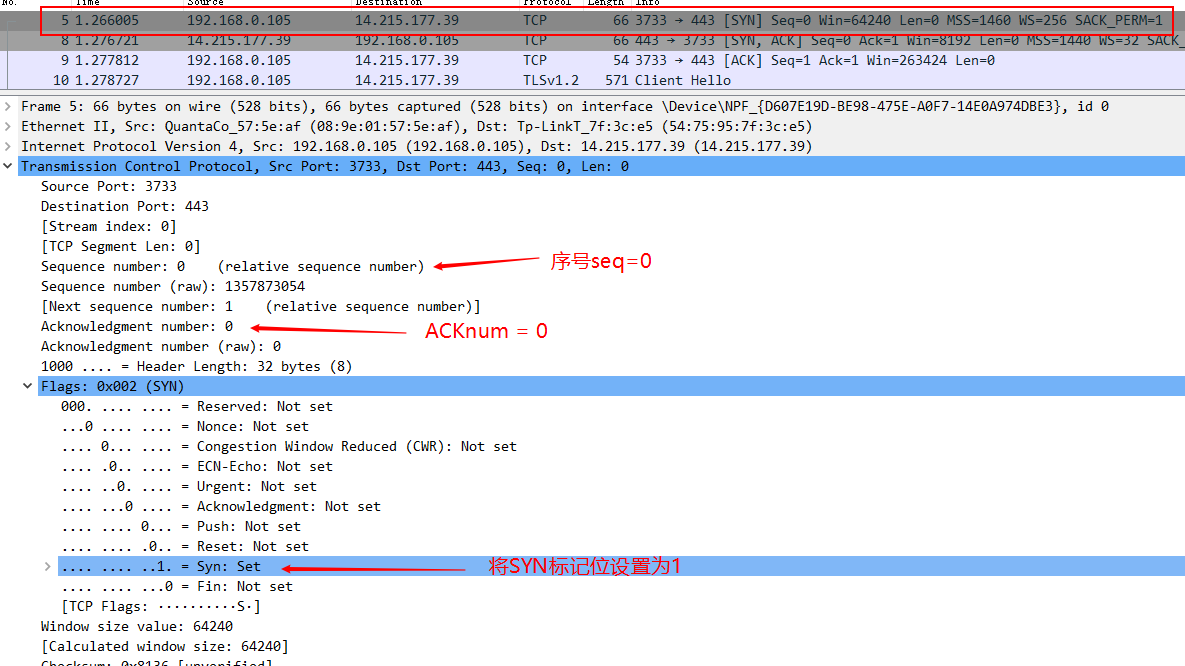 No. Time Source Destination Protocol Length Info
5 1.266005 192.168.0.105 14.215.177.39 TCP 66 3733 → 443 [SYN] Seq=0 Win=64240 Len=0 MSS=1460 WS=256 SACK_PERM=1
8 1.276721 14.215.177.39 192.168.0.105 TCP 66 443 → 3733 [SYN, ACK] Seq=0 Ack=1 Win=8192 Len=0 MSS=1440 WS=32 SACK_
9 1.277812 192.168.0.105 14.215.177.39 TCP 54 3733 → 443 [ACK] Seq=1 Ack=1 Win=263424 Len=0
10 1.278727 192.168.0.105 14.215.177.39 TLSv1.2 571 Client Hello
Frame 5: 66 bytes on wire (528 bits), 66 bytes captured (528 bits) on interface \Device\NPF_{D607E19D-BE98-475E-A0F7-14E0A974DBE3}, id 0
Ethernet II, Src: QuantaCo_57:5e:af (08:9e:01:57:5e:af), Dst: Tp-LinkT_7f:3c:e5 (54:75:95:7f:3c:e5)
Internet Protocol Version 4, Src: 192.168.0.105 (192.168.0.105), Dst: 14.215.177.39 (14.215.177.39)
Transmission Control Protocol, Src Port: 3733, Dst Port: 443, Seq: 0, Len: 0
Source Port: 3733
Destination Port: 443
[Stream index: 0]
[TCP Segment Len: 0]
Sequence number: 0 (relative sequence number) 序号seq=0
Sequence number (raw): 1357873054
[Next sequence number: 1 (relative sequence number)]
Acknowledgment number: 0 ACKnum = 0
Acknowledgment number (raw): 0
1000 .... = Header Length: 32 bytes (8)
Flags: 0x002 (SYN)
000. .... .... = Reserved: Not set
...0 .... .... = Nonce: Not set
.... 0... .... = Congestion Window Reduced (CWR): Not set
.... .0.. .... = ECN-Echo: Not set
.... ..0. .... = Urgent: Not set
.... ...0 .... = Acknowledgment: Not set
.... .... 0... = Push: Not set
.... .... .0.. = Reset: Not set
.... .... ..1. = Syn: Set 将SYN标记位设置为1
.... .... ...0 = Fin: Not set
[TCP Flags: ··········S·]
Window size value: 64240
[Calculated window size: 64240]
Checksum: 0x8136 [unverified]